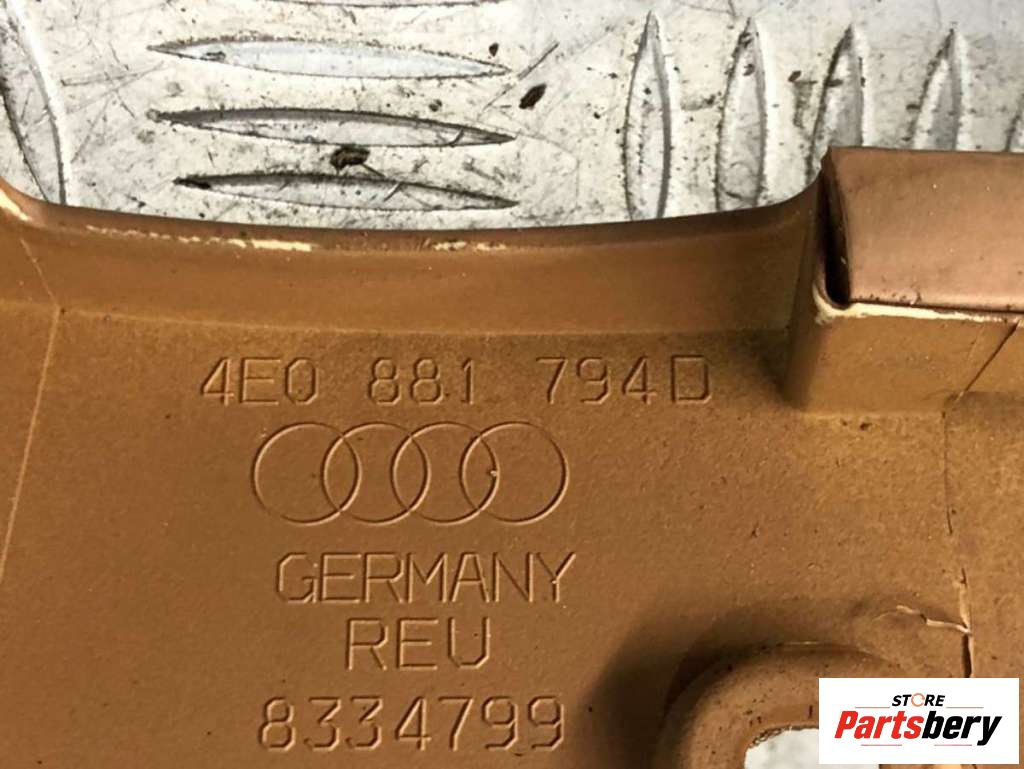 4E0 881 794D
GERMANY
REU
8334799
STORE
Partsbery